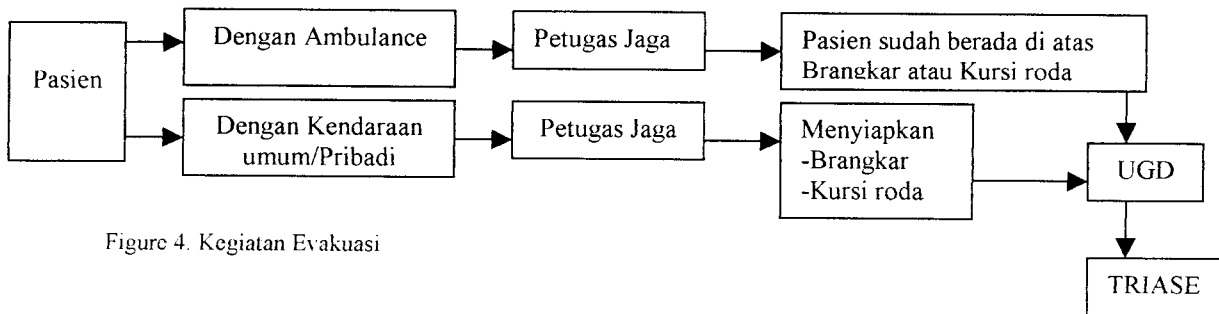 Pasien
Dengan Ambulance
Petugas Jaga
Pasien sudah berada di atas
Brangkar atau Kursi roda
Dengan Kendaraan
umum/Pribadi
Petugas Jaga
Menyiapkan
-Brangkar
-Kursi roda
UGD
TRIASE
Figure 4. Kegiatan Evakuasi